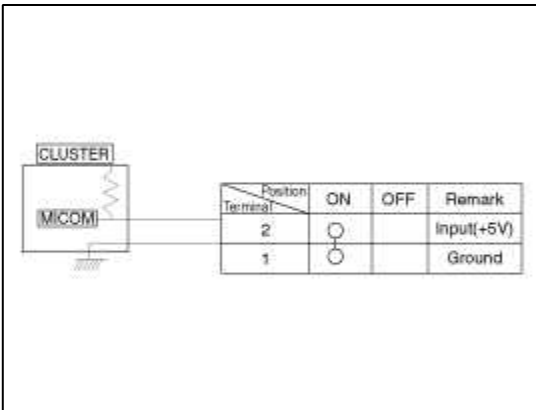 CLUSTER
MICOM
Position
Terminal ON OFF Remark
2 Input(+5V)
1 Ground